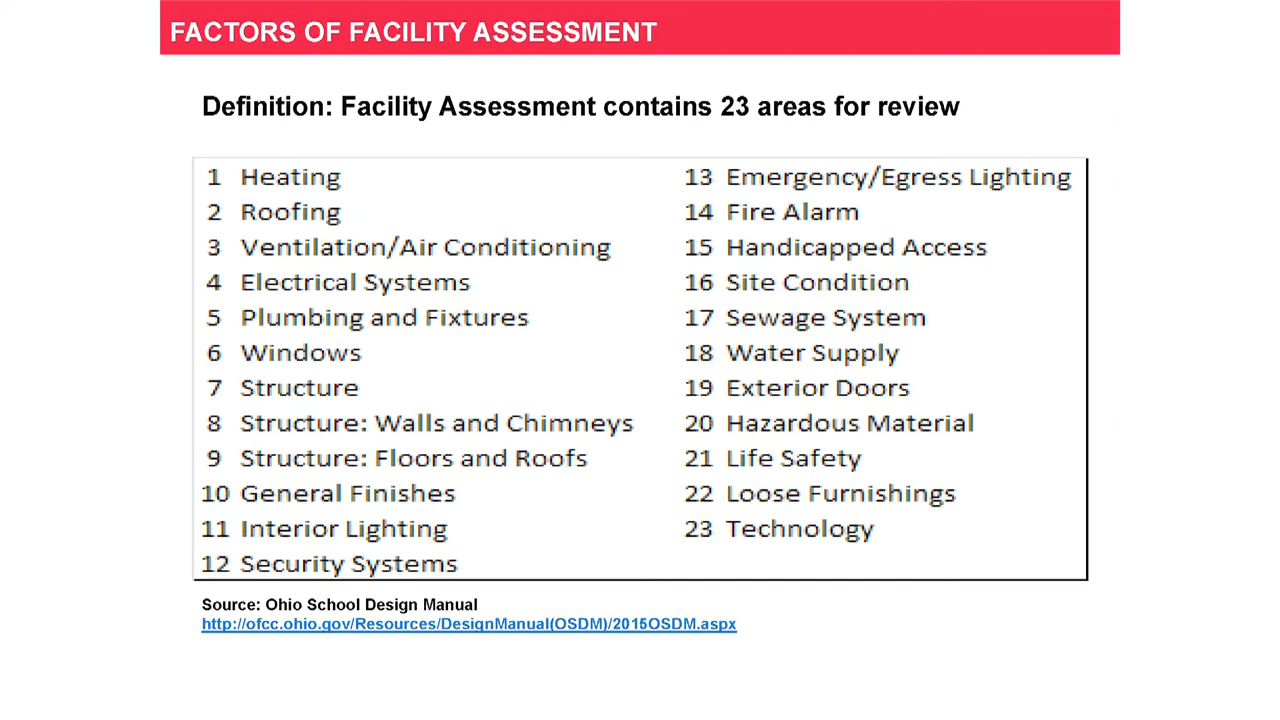 FACTORS OF FACILITY ASSESSMENT
Definition: Facility Assessment contains 23 areas for review
1 Heating
2 Roofing
3 Ventilation/Air Conditioning
4 Electrical Systems
5 Plumbing and Fixtures
6 Windows
7 Structure
8 Structure: Walls and Chimneys
9 Structure: Floors and Roofs
10 General Finishes
11 Interior Lighting
12 Security Systems
13 Emergency/Egress Lighting
14 Fire Alarm
15 Handicapped Access
16 Site Condition
17 Sewage System
18 Water Supply
19 Exterior Doors
20 Hazardous Material
21 Life Safety
22 Loose Furnishings
23 Technology
Source: Ohio School Design Manual
http://ofcc.ohio.gov/Resources/DesignManual(OSDM)/2015OSDM.aspx